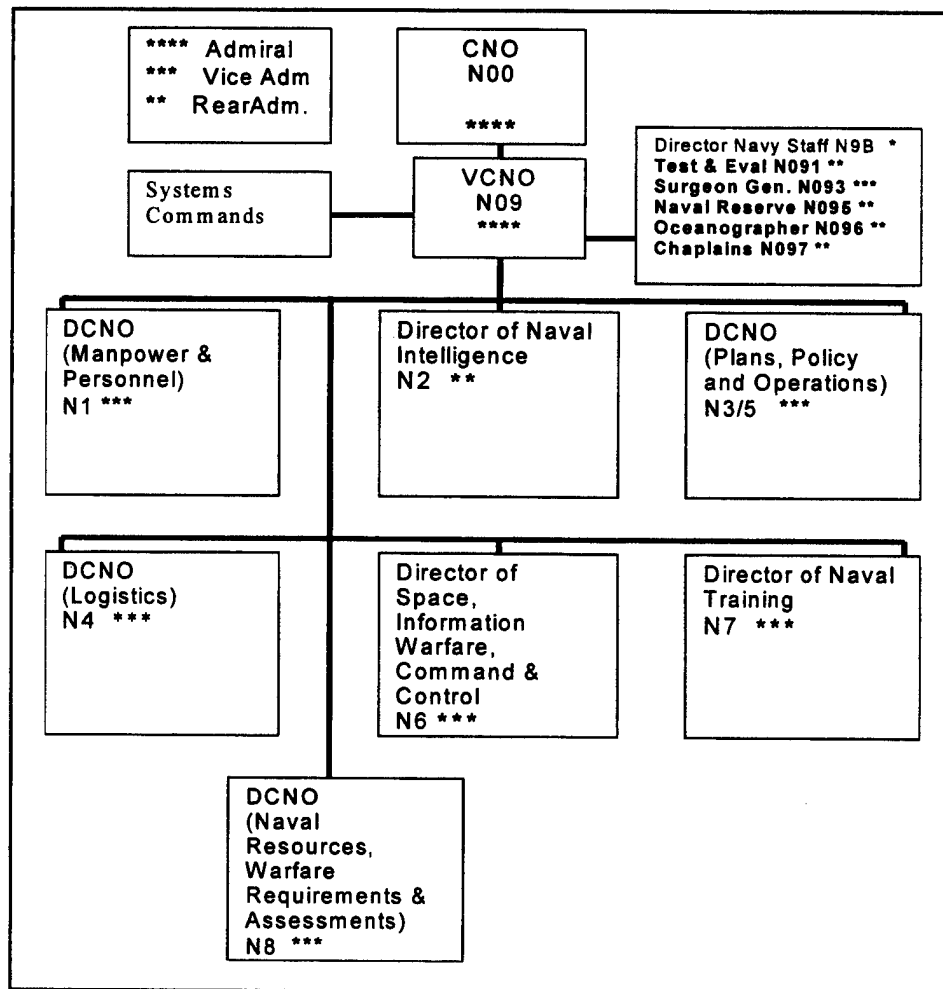 **** Admiral
*** Vice Adm
** RearAdm.
CNO
N00
****
Systems
Commands
VCNO
N09
****
Director Navy Staff N9B *
Test & Eval N091 **
Surgeon Gen. N093 ***
Naval Reserve N095 **
Oceanographer N096 **
Chaplains N097 **
DCNO
(Manpower &
Personnel)
N1 ***
Director of Naval
Intelligence
N2 **
DCNO
(Plans, Policy
and Operations)
N3/5 ***
DCNO
(Logistics)
N4 ***
Director of
Space,
Information
Warfare,
Command &
Control
N6 ***
Director of Naval
Training
N7 ***
DCNO
(Naval
Resources,
Warfare
Requirements &
Assessments)
N8 ***